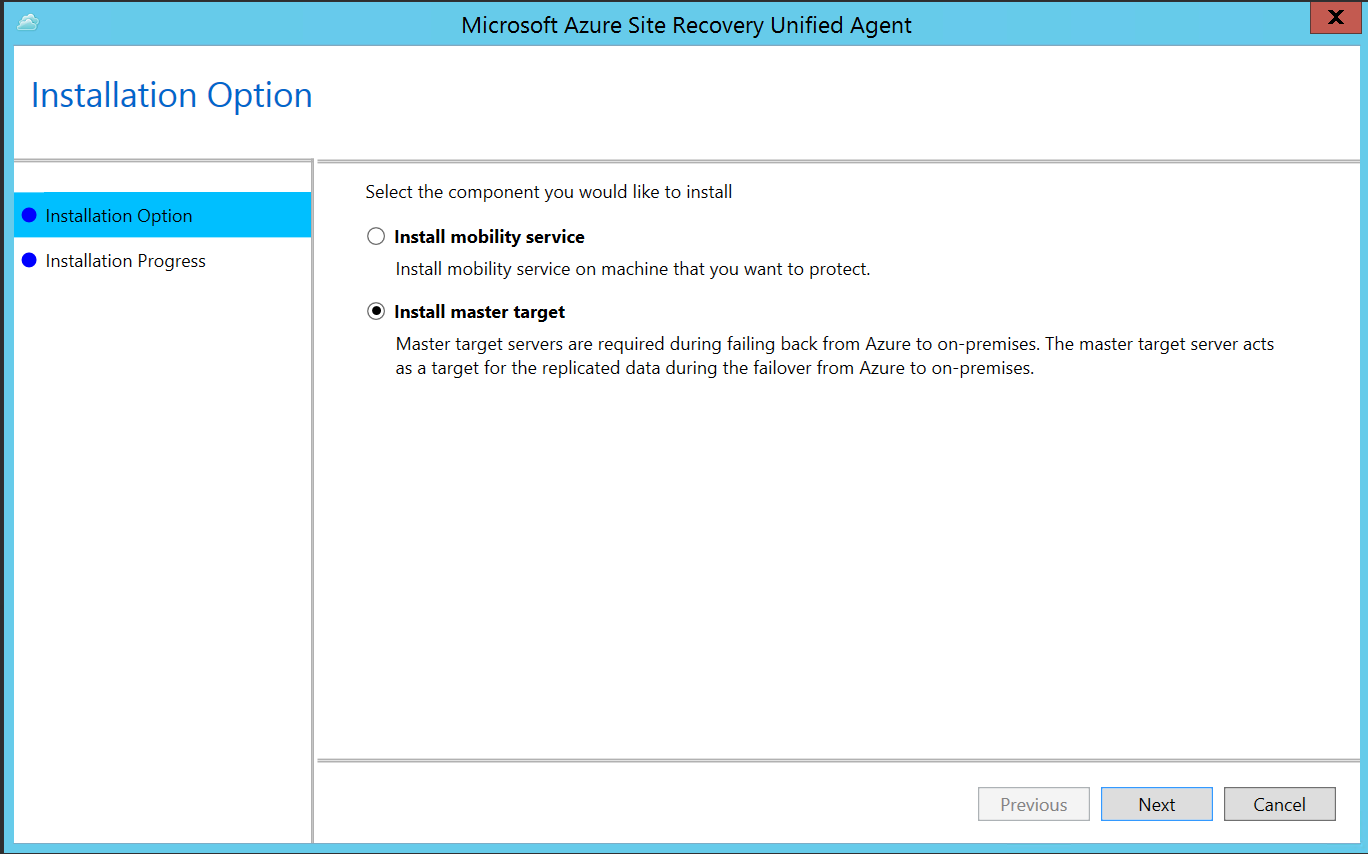 Microsoft Azure Site Recovery Unified Agent
X
Installation Option
Installation Option
Installation Progress
Select the component you would like to install
Install mobility service
Install mobility service on machine that you want to protect.
Install master target
Master target servers are required during failing back from Azure to on-premises. The master target server acts
as a target for the replicated data during the failover from Azure to on-premises.
Previous
Next
Cancel